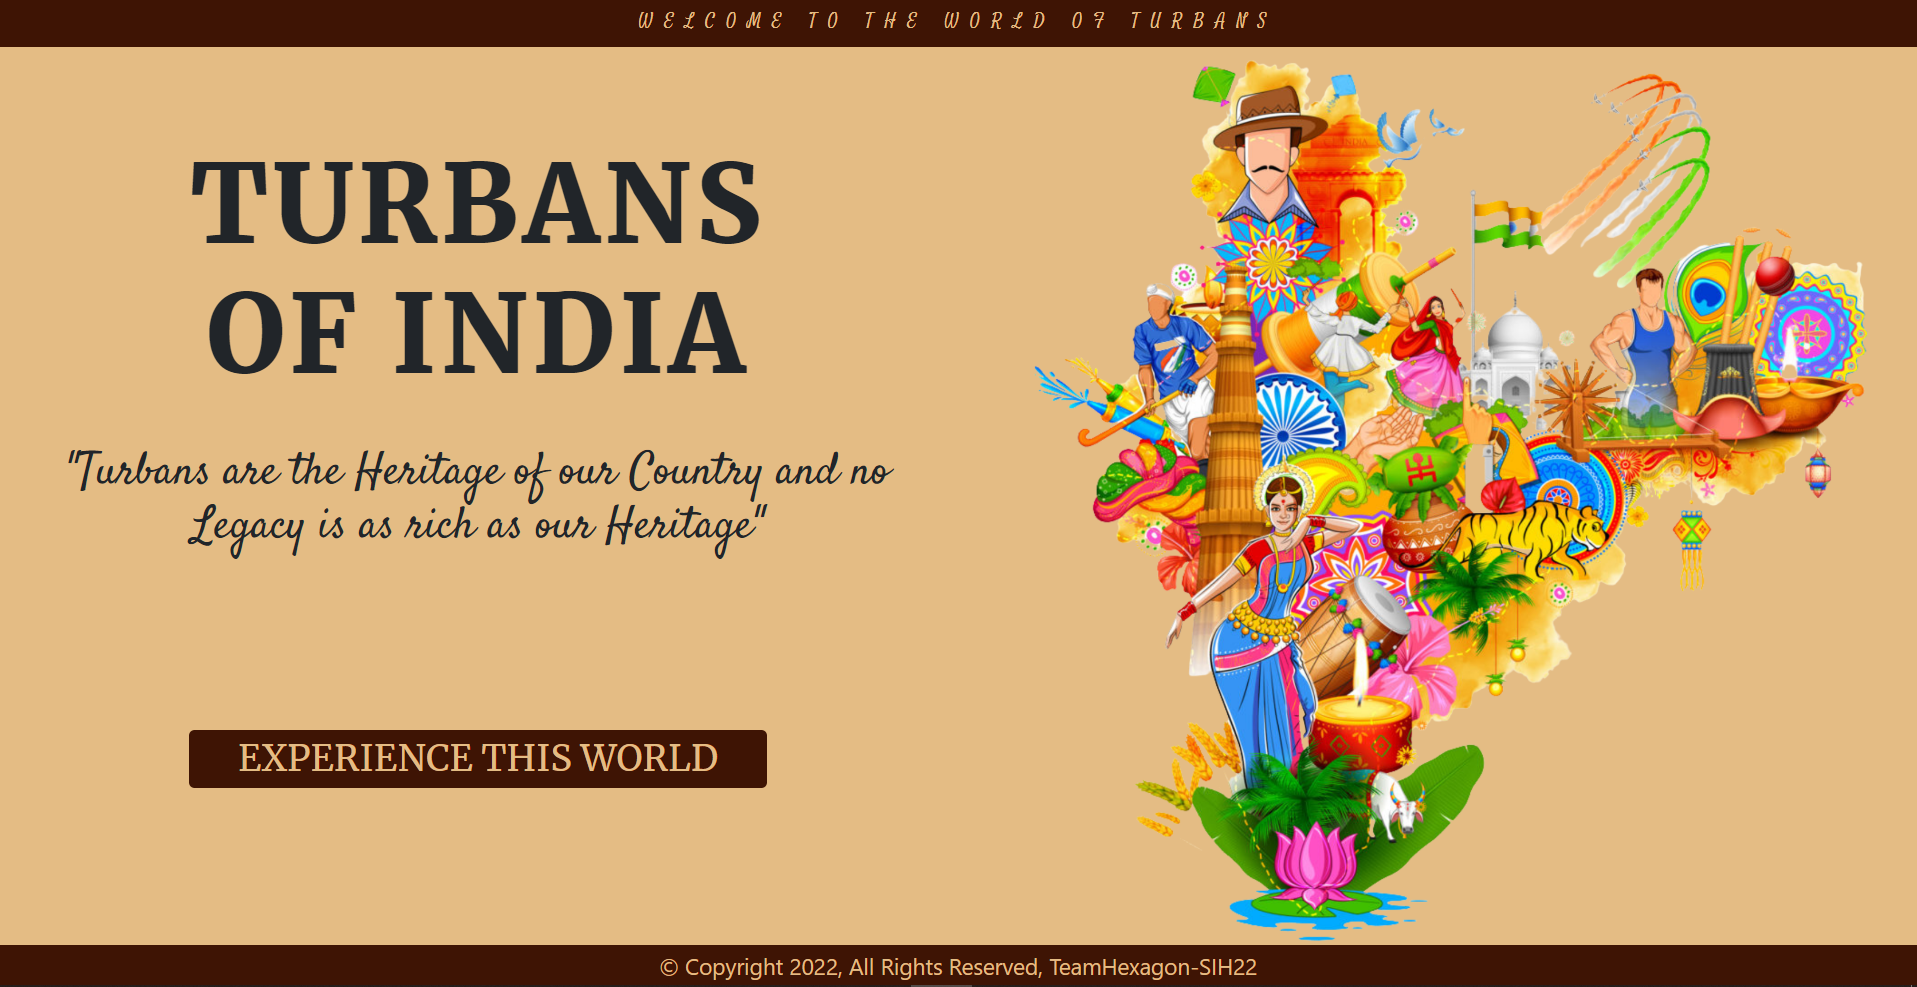 WELCOME TO THE WORLD OF TURBANS
TURBANS
OF INDIA
"Turbans are the Heritage of our Country and no
Legacy is as rich as our Heritage"
EXPERIENCE THIS WORLD
© Copyright 2022, All Rights Reserved, TeamHexagon-SIH22